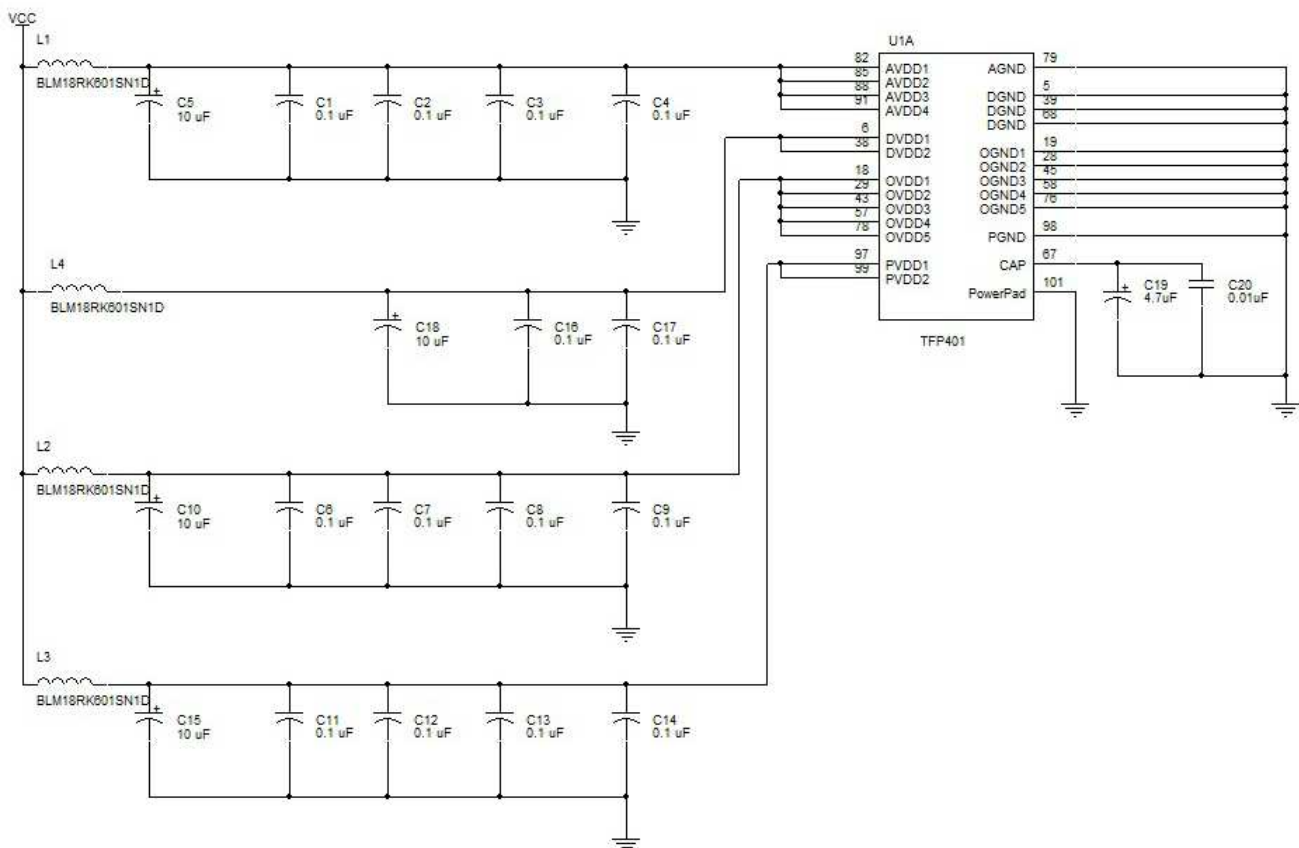 VCC
L1
BLM18RK601SN1D
C5
10 uF
C1
0.1 uF
C2
0.1 uF
C3
0.1 uF
C4
0.1 uF
L4
BLM18RK601SN1D
C18
10 uF
C16
0.1 uF
C17
0.1 uF
L2
BLM18RK601SN1D
C10
10 uF
C6
0.1 uF
C7
0.1 uF
C8
0.1 uF
C9
0.1 uF
L3
BLM18RK601SN1D
C15
10 uF
C11
0.1 uF
C12
0.1 uF
C13
0.1 uF
C14
0.1 uF
U1A
82 AVDD1
85 AVDD2
88 AVDD3
91 AVDD4
6 DVDD1
38 DVDD2
18 OVDD1
29 OVDD2
43 OVDD3
57 OVDD4
78 OVDD5
97 PVDD1
99 PVDD2
AGND 79
DGND 5
DGND 39
DGND 68
OGND1 19
OGND2 28
OGND3 45
OGND4 58
OGND5 76
PGND 98
CAP 67
PowerPad 101
TFP401
C19
4.7uF
C20
0.01uF